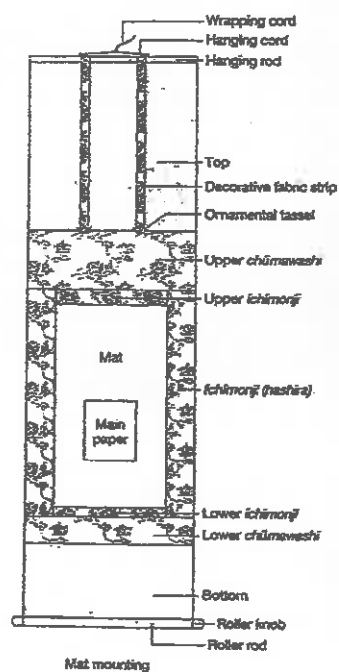 Wrapping cord
Hanging cord
Hanging rod
Top
Decorative fabric strip
Ornamental tassel
Upper chūmawashi
Upper ichimonji
Mat
Ichimonji (hashira)
Main
paper
Lower ichimonji
Lower chūmawashi
Bottom
Roller knob
Roller rod
Mat mounting